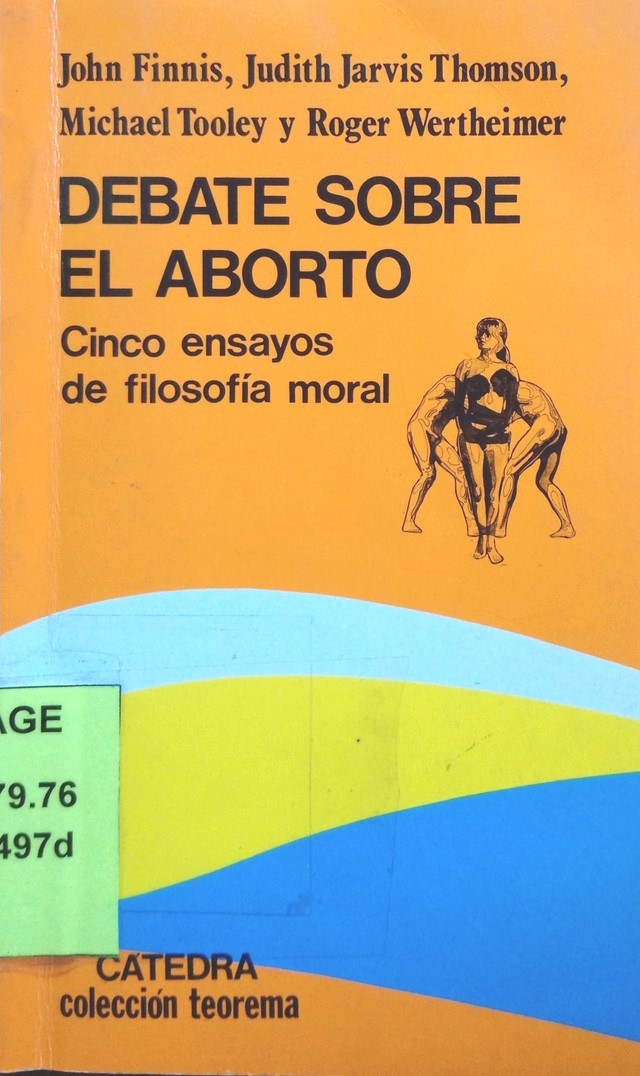 John Finnis, Judith Jarvis Thomson,
Michael Tooley y Roger Wertheimer
DEBATE SOBRE
EL ABORTO
Cinco ensayos
de filosofía moral
AGE
79.76
497d
CÁTEDRA
colección teorema